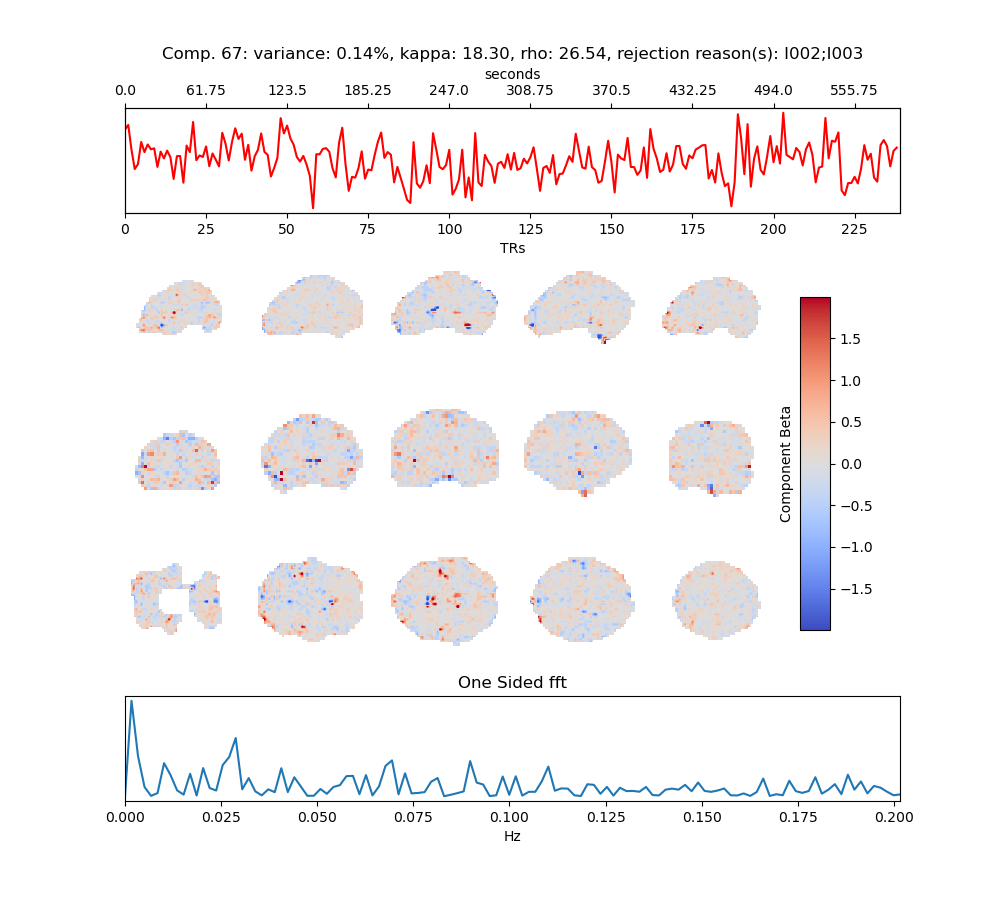 Comp. 67: variance: 0.14%, kappa: 18.30, rho: 26.54, rejection reason(s): I002;I003
seconds
0.0 61.75 123.5 185.25 247.0 308.75 370.5 432.25 494.0 555.75
0 25 50 75 100 125 150 175 200 225
TRs
1.5
1.0
0.5
0.0
−0.5
−1.0
−1.5
Component Beta
One Sided fft
0.000 0.025 0.050 0.075 0.100 0.125 0.150 0.175 0.200
Hz